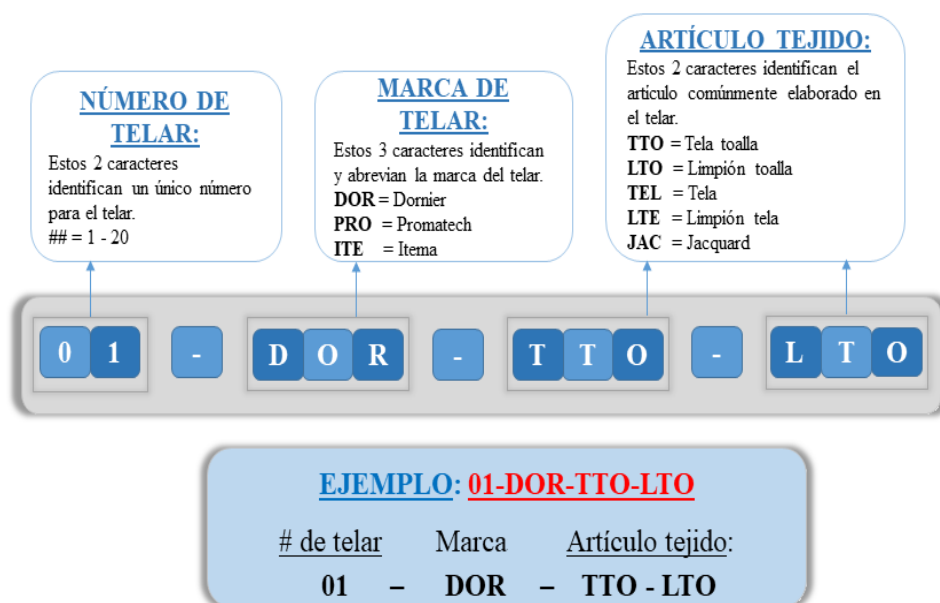 NÚMERO DE
TELAR:
Estos 2 caracteres
identifican un único número
para el telar.
## = 1 - 20
MARCA DE
TELAR:
Estos 3 caracteres identifican
y abrevian la marca del telar.
DOR = Dornier
PRO = Promatech
ITE = Itema
ARTÍCULO TEJIDO:
Estos 2 caracteres identifican el
articulo comúnmente elaborado en
el telar.
TTO = Tela toalla
LTO = Limpión toalla
TEL = Tela
LTE = Limpión tela
JAC = Jacquard
0 1 - D O R - T T O - L T O
EJEMPLO: 01-DOR-TTO-LTO
# de telar Marca Artículo tejido:
01 – DOR – TTO - LTO